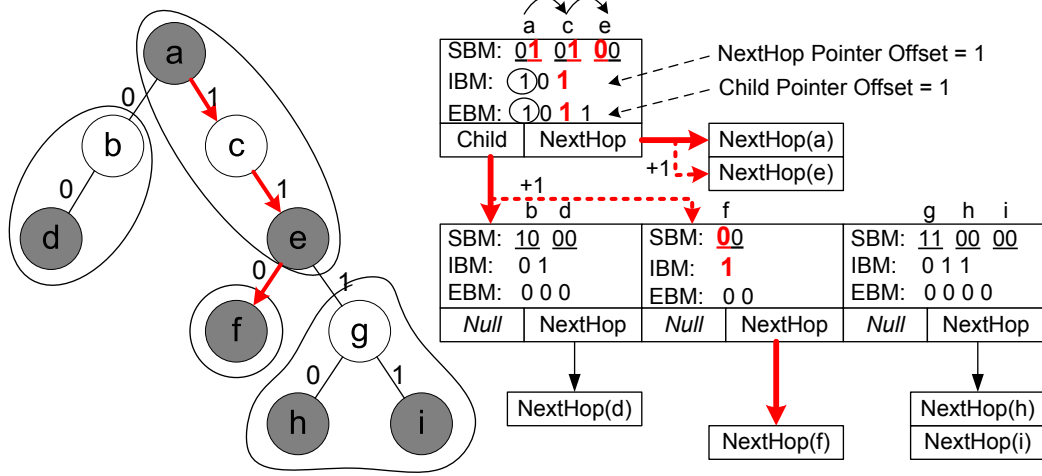 a
0
1
b
c
0
1
d
e
0
1
f
g
0
1
h
i
a c e
SBM: 01 01 00
IBM: 1 0 1
EBM: 1 0 1 1
Child NextHop
NextHop Pointer Offset = 1
Child Pointer Offset = 1
NextHop(a)
+1
NextHop(e)
+1
b d
SBM: 10 00
IBM: 0 1
EBM: 0 0 0
Null NextHop
f
SBM: 00
IBM: 1
EBM: 0 0
Null NextHop
g h i
SBM: 11 00 00
IBM: 0 1 1
EBM: 0 0 0 0
Null NextHop
NextHop(d)
NextHop(f)
NextHop(h)
NextHop(i)